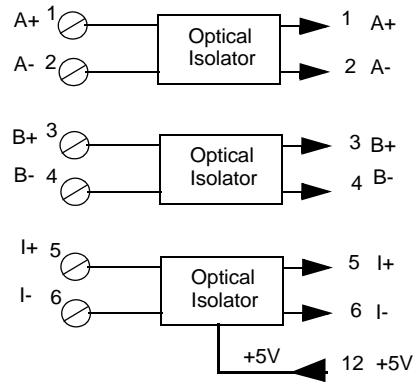 A+ 1 Optical Isolator 1 A+
A- 2 2 A-
B+ 3 Optical Isolator 3 B+
B- 4 4 B-
I+ 5 Optical Isolator 5 I+
I- 6 6 I-
+5V 12 +5V